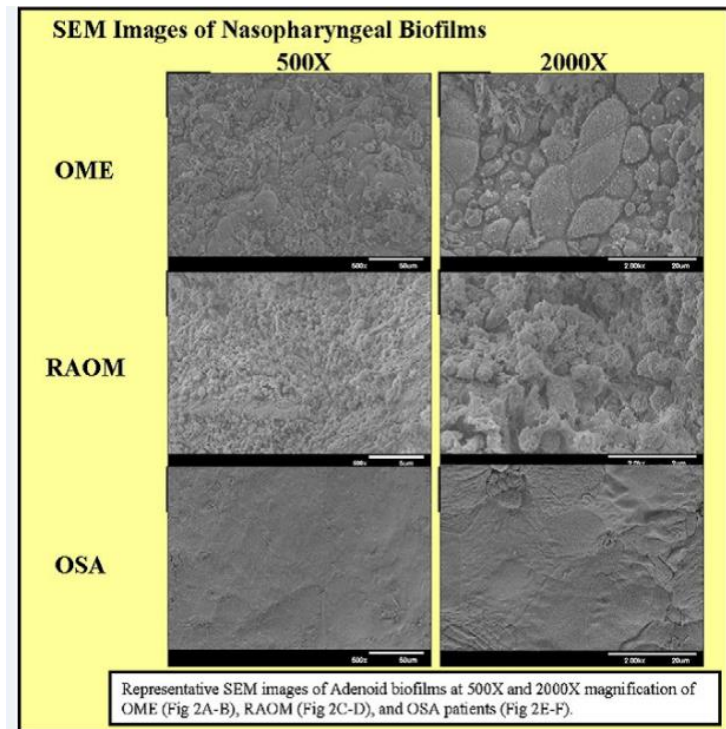 SEM Images of Nasopharyngeal Biofilms
500X 2000X
OME
500x 50um 2.00kx 20um
RAOM
OSA
500x 50um 2.00kx 20um
Representative SEM images of Adenoid biofilms at 500X and 2000X magnification of
OME (Fig 2A-B), RAOM (Fig 2C-D), and OSA patients (Fig 2E-F).